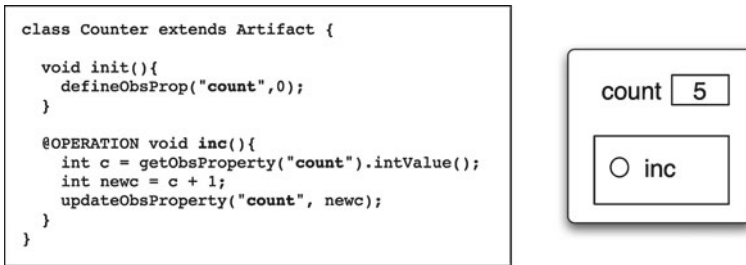 class Counter extends Artifact {
void init(){
defineObsProp("count",0);
}
@OPERATION void inc(){
int c = getObsProperty("count").intValue();
int newc = c + 1;
updateObsProperty("count", newc);
}
}
count 5
inc